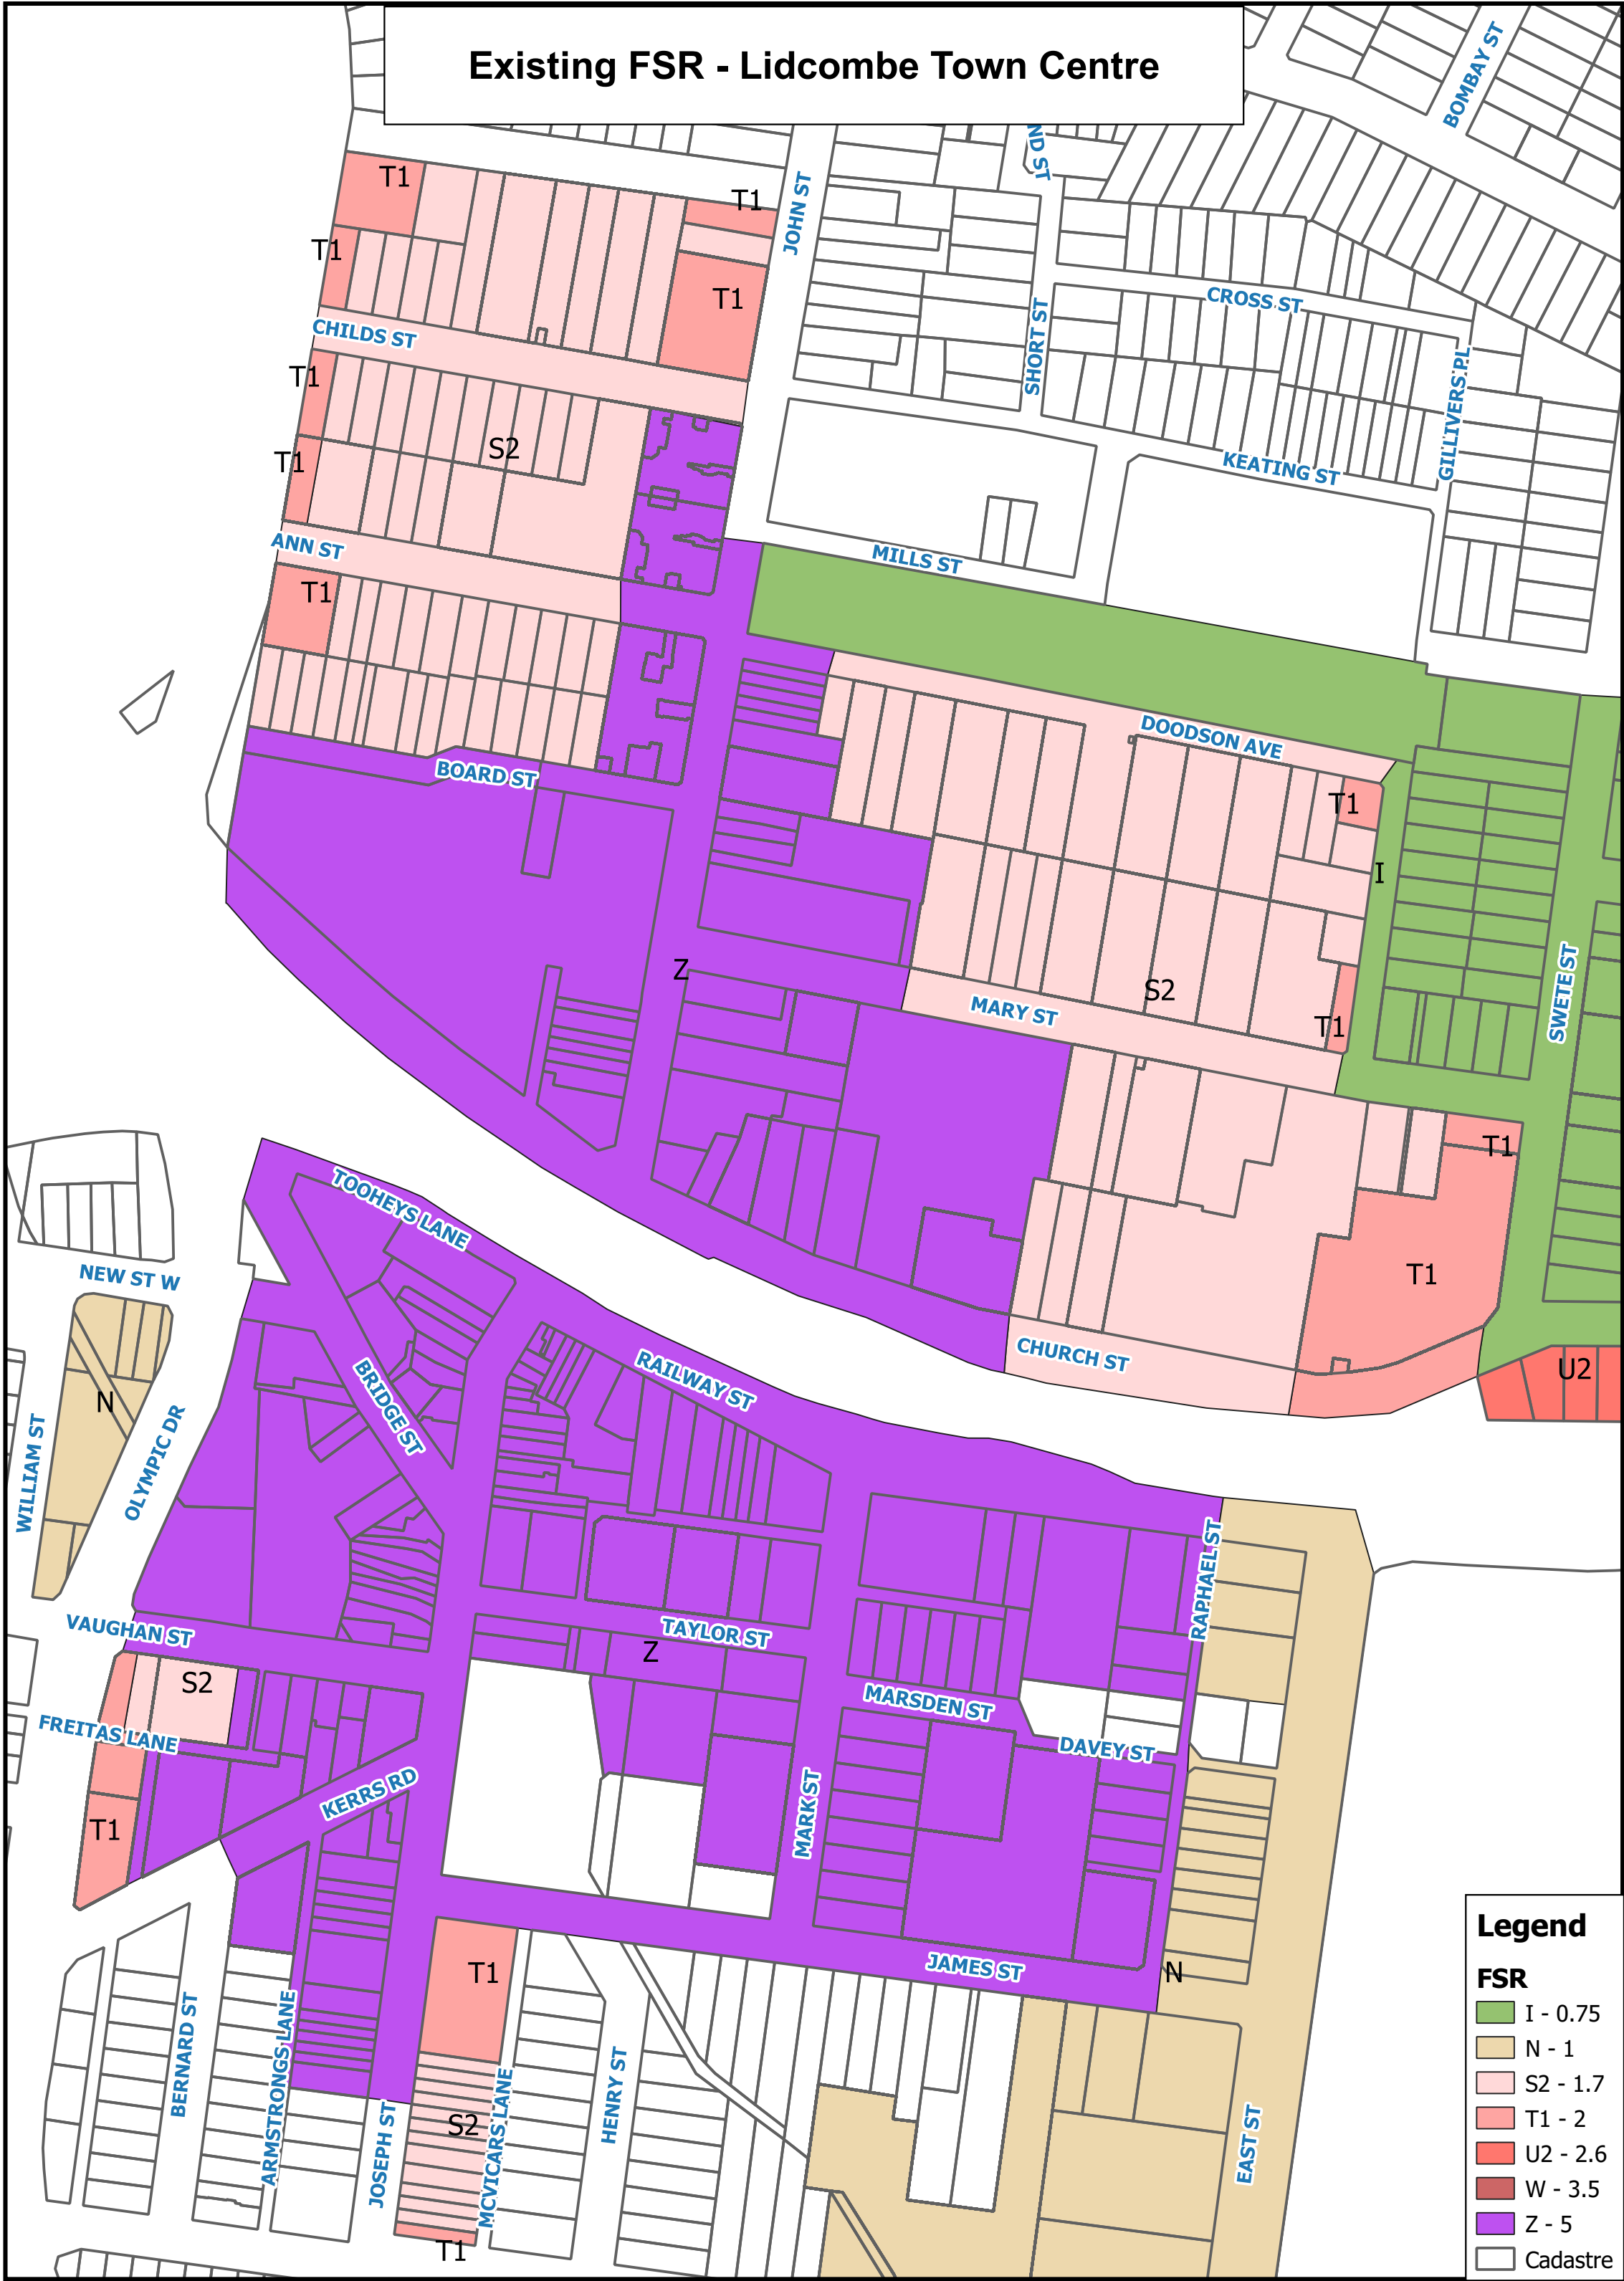 Existing FSR - Lidcombe Town Centre
BOMBAY ST
ND ST
T1
T1
JOHN ST
T1
T1
CROSS ST
SHORT ST
CHILDS ST
GILLIVERS PL
T1
S2
T1
KEATING ST
ANN ST
MILLS ST
T1
DOODSON AVE
BOARD ST
T1
I
Z
S2
SWETE ST
MARY ST
T1
T1
TOOHEYS LANE
NEW ST W
T1
CHURCH ST
U2
RAILWAY ST
N
BRIDGE ST
OLYMPIC DR
WILLIAM ST
RAPHAEL ST
VAUGHAN ST
TAYLOR ST
Z
S2
MARSDEN ST
FREITAS LANE
DAVEY ST
KERRS RD
MARK ST
T1
JAMES ST
T1
N
BERNARD ST
ARMSTRONGS LANE
HENRY ST
S2
MCVICARS LANE
JOSEPH ST
EAST ST
T1
Legend
FSR
I - 0.75
N - 1
S2 - 1.7
T1 - 2
U2 - 2.6
W - 3.5
Z - 5
Cadastre